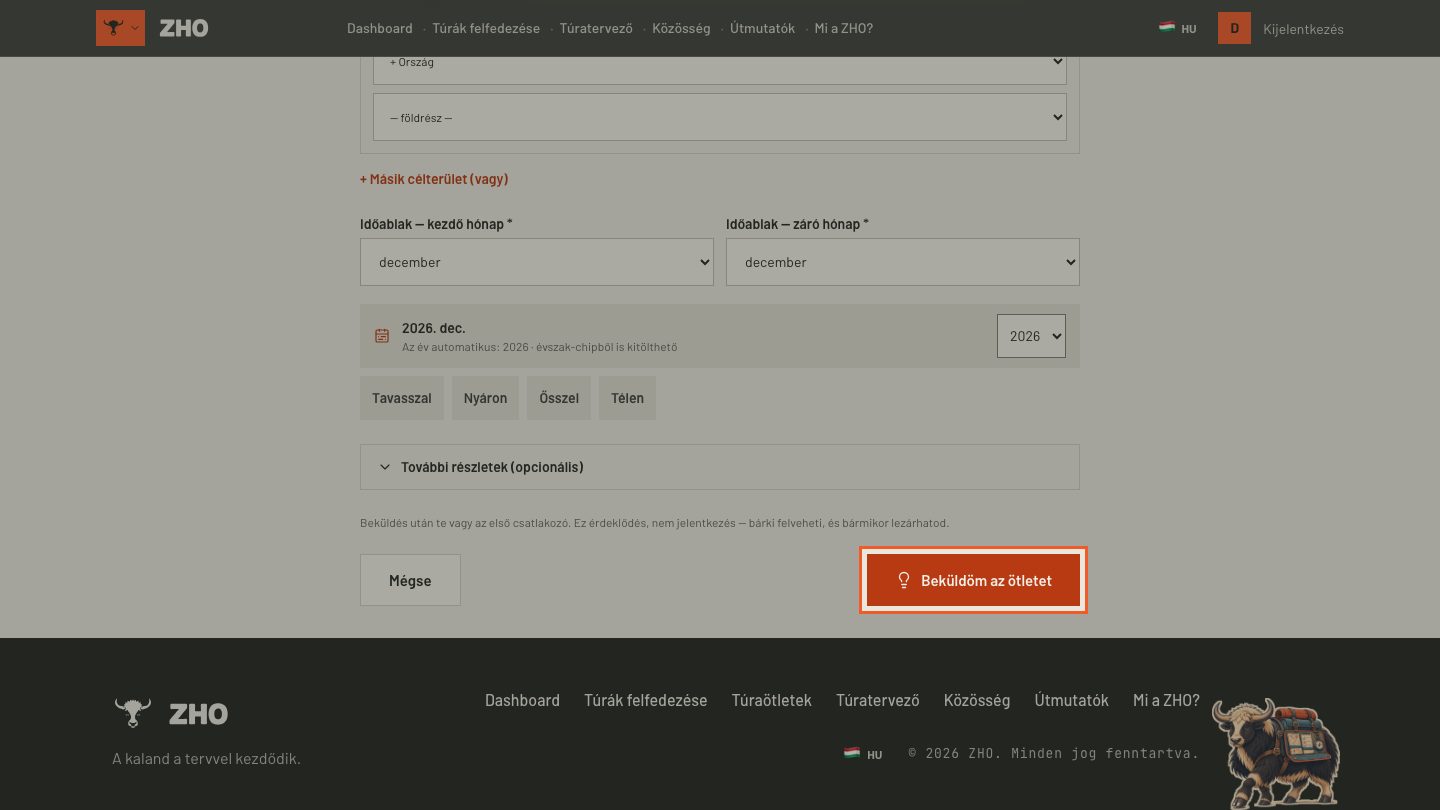 ZHO
Dashboard · Túrák felfedezése · Túratervező · Közösség · Útmutatók · Mi a ZHO?
HU
D
Kijelentkezés
+ Ország
— földrész —
+ Másik célterület (vagy)
Időablak — kezdő hónap *
Időablak — záró hónap *
december
december
2026. dec.
Az év automatikus: 2026 · évszak-chipből is kitölthető
2026
Tavasszal
Nyáron
Ősszel
Télen
További részletek (opcionális)
Beküldés után te vagy az első csatlakozó. Ez érdeklődés, nem jelentkezés — bárki felveheti, és bármikor lezárhatod.
Mégse
Beküldöm az ötletet
ZHO
A kaland a tervvel kezdődik.
Dashboard Túrák felfedezése Túraötletek Túratervező Közösség Útmutatók Mi a ZHO?
HU © 2026 ZHO. Minden jog fenntartva.